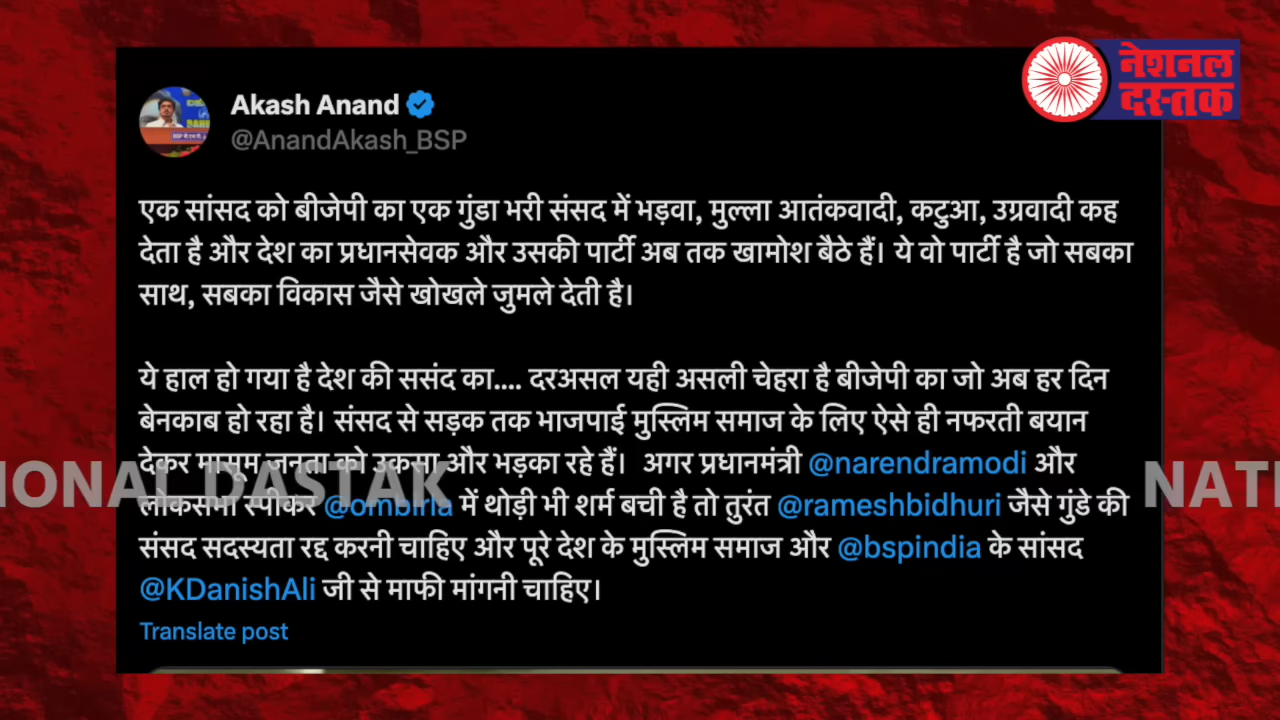 नेशनल
दस्तक
Akash Anand
@AnandAkash_BSP
एक सांसद को बीजेपी का एक गुंडा भरी संसद में भड़वा, मुल्ला आतंकवादी, कटुआ, उग्रवादी कह
देता है और देश का प्रधानसेवक और उसकी पार्टी अब तक खामोश बैठे हैं। ये वो पार्टी है जो सबका
साथ, सबका विकास जैसे खोखले जुमले देती है।
ये हाल हो गया है देश की ससंद का.... दरअसल यही असली चेहरा है बीजेपी का जो अब हर दिन
बेनकाब हो रहा है। संसद से सड़क तक भाजपाई मुस्लिम समाज के लिए ऐसे ही नफरती बयान
देकर मासूम जनता को उकसा और भड़का रहे हैं। अगर प्रधानमंत्री @narendramodi और
लोकसभा स्पीकर @ombirla में थोड़ी भी शर्म बची है तो तुरंत @rameshbidhuri जैसे गुंडे की
संसद सदस्यता रद्द करनी चाहिए और पूरे देश के मुस्लिम समाज और @bspindia के सांसद
@KDanishAli जी से माफी मांगनी चाहिए।
Translate post
IONAL DASTAK
NATI